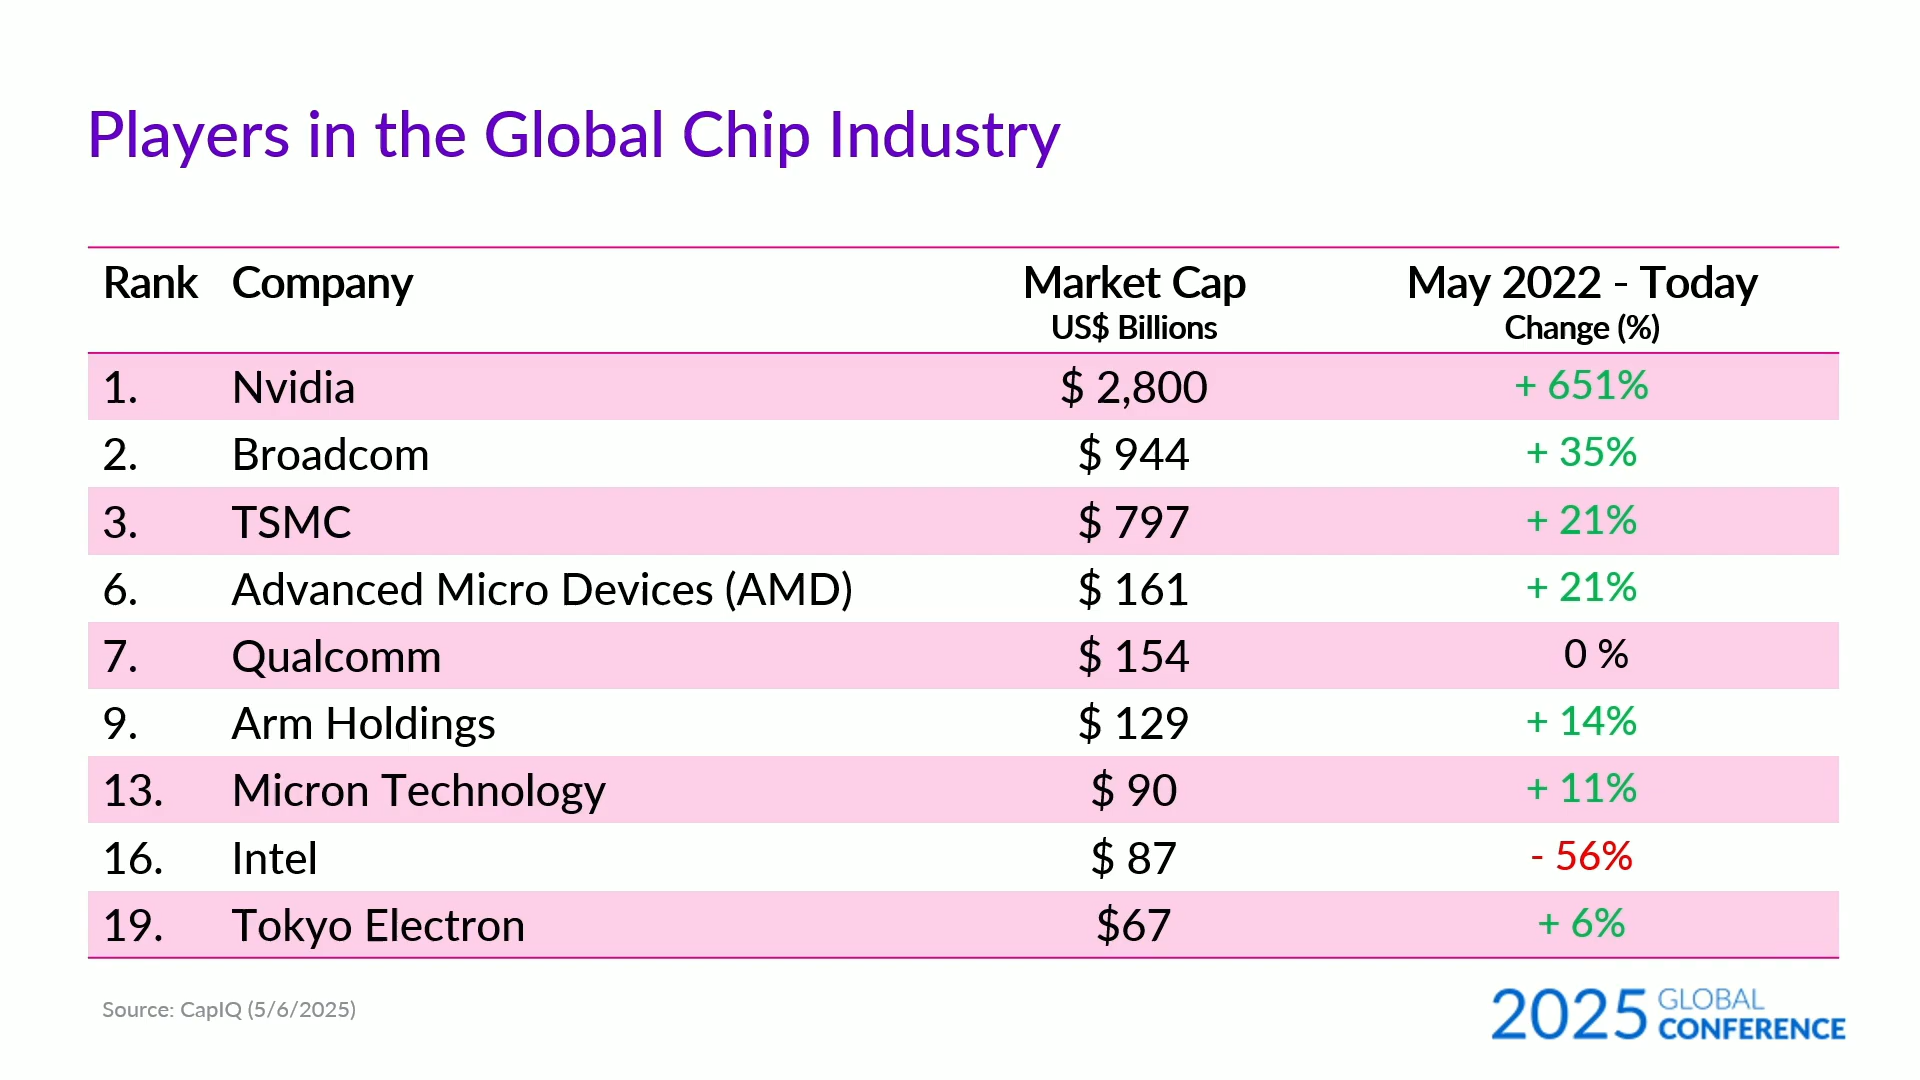 Players in the Global Chip Industry
Rank Company Market Cap May 2022 - Today
US$ Billions Change (%)
1. Nvidia $ 2,800 + 651%
2. Broadcom $ 944 + 35%
3. TSMC $ 797 + 21%
6. Advanced Micro Devices (AMD) $ 161 + 21%
7. Qualcomm $ 154 0 %
9. Arm Holdings $ 129 + 14%
13. Micron Technology $ 90 + 11%
16. Intel $ 87 - 56%
19. Tokyo Electron $67 + 6%
Source: CapIQ (5/6/2025)
2025 GLOBAL
CONFERENCE